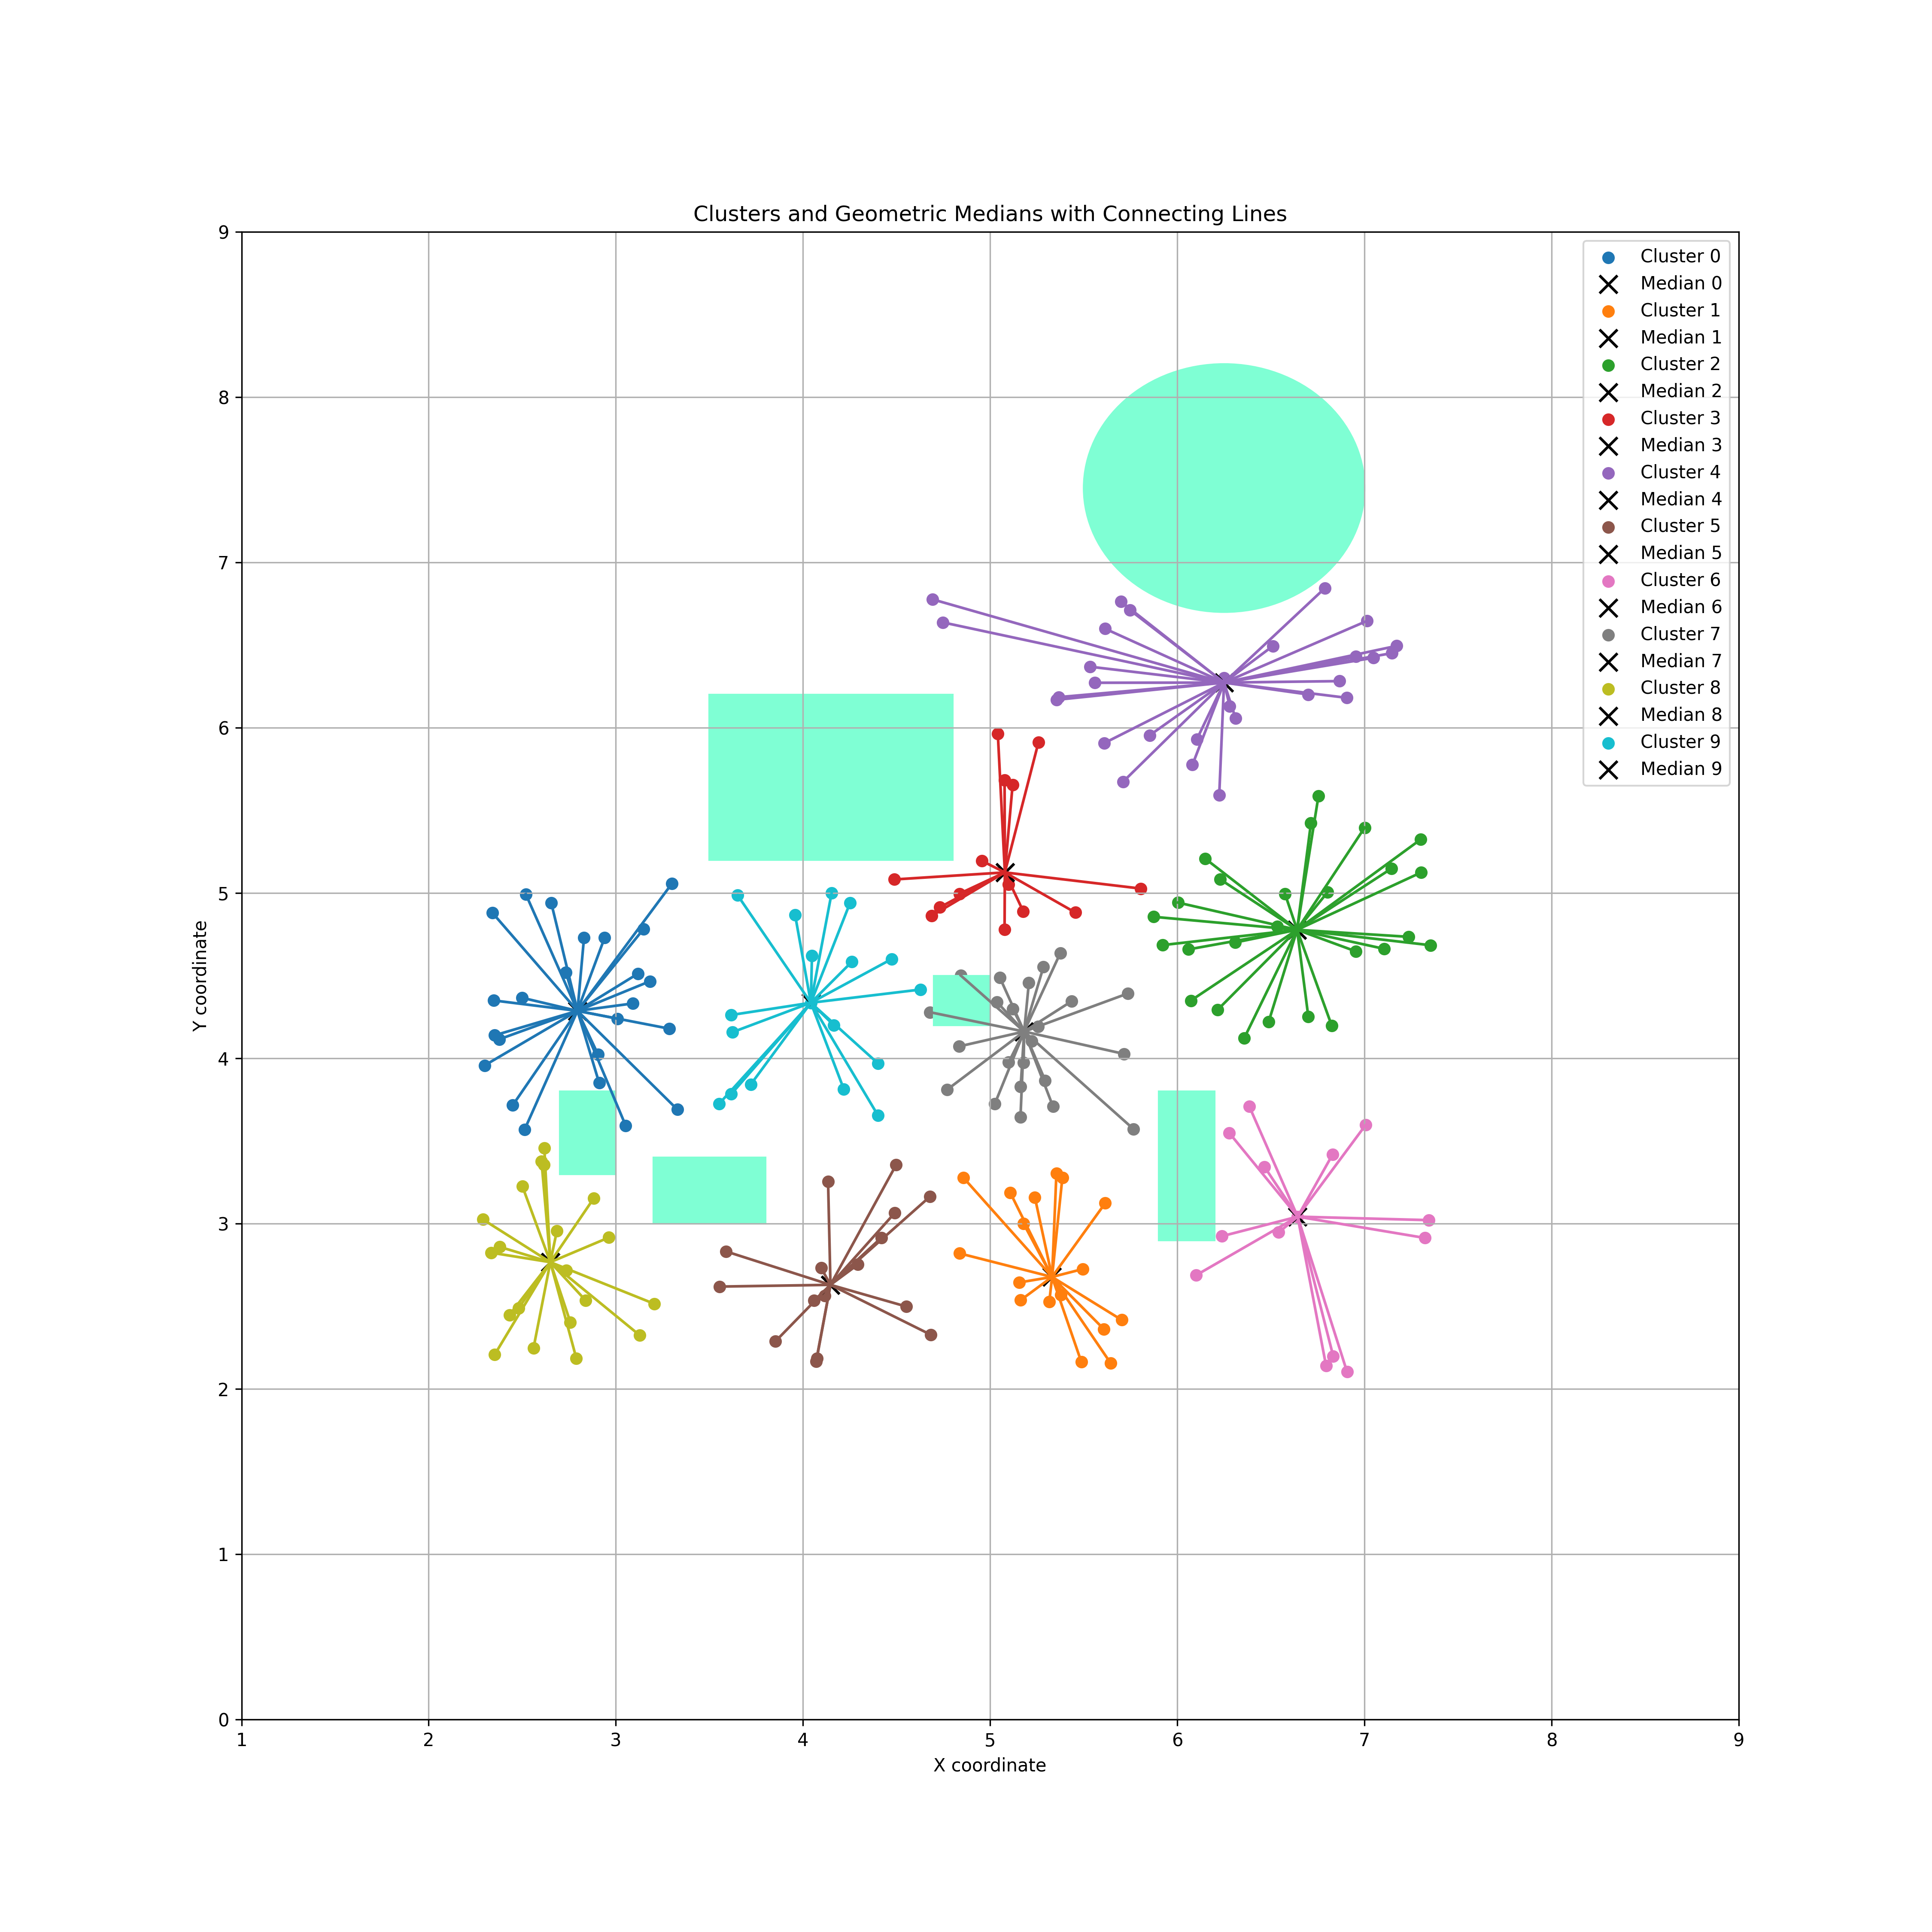 Clusters and Geometric Medians with Connecting Lines
9
8
7
6
5
4
3
2
1
0
Y coordinate
1 2 3 4 5 6 7 8 9
X coordinate
Cluster 0
Median 0
Cluster 1
Median 1
Cluster 2
Median 2
Cluster 3
Median 3
Cluster 4
Median 4
Cluster 5
Median 5
Cluster 6
Median 6
Cluster 7
Median 7
Cluster 8
Median 8
Cluster 9
Median 9